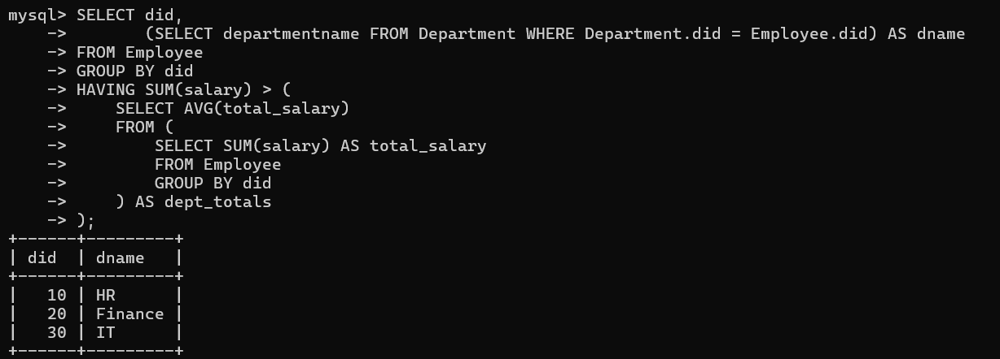 mysql> SELECT did,
    ->        (SELECT departmentname FROM Department WHERE Department.did = Employee.did) AS dname
    -> FROM Employee
    -> GROUP BY did
    -> HAVING SUM(salary) > (
    ->     SELECT AVG(total_salary)
    ->     FROM (
    ->         SELECT SUM(salary) AS total_salary
    ->         FROM Employee
    ->         GROUP BY did
    ->     ) AS dept_totals
    -> );
+------+---------+
| did  | dname   |
+------+---------+
|   10 | HR      |
|   20 | Finance |
|   30 | IT      |
+------+---------+